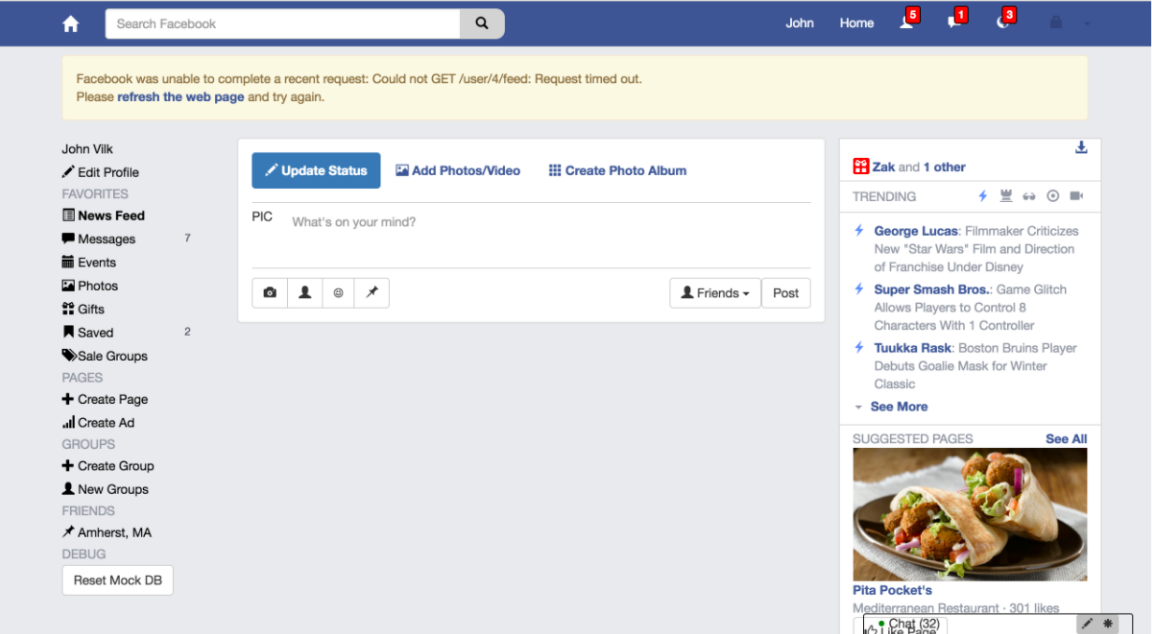 Search Facebook
John
Home
5
1
3
Facebook was unable to complete a recent request: Could not GET /user/4/feed: Request timed out.
Please refresh the web page and try again.
John Vilk
Edit Profile
FAVORITES
News Feed
Messages 7
Events
Photos
Gifts
Saved 2
Sale Groups
PAGES
Create Page
Create Ad
GROUPS
Create Group
New Groups
FRIENDS
Amherst, MA
DEBUG
Reset Mock DB
Update Status
Add Photos/Video
Create Photo Album
PIC
What's on your mind?
Friends
Post
Zak and 1 other
TRENDING
George Lucas: Filmmaker Criticizes
New "Star Wars" Film and Direction
of Franchise Under Disney
Super Smash Bros.: Game Glitch
Allows Players to Control 8
Characters With 1 Controller
Tuukka Rask: Boston Bruins Player
Debuts Goalie Mask for Winter
Classic
See More
SUGGESTED PAGES
See All
Pita Pocket's
Mediterranean Restaurant · 301 likes
Chat (32)
Like Page